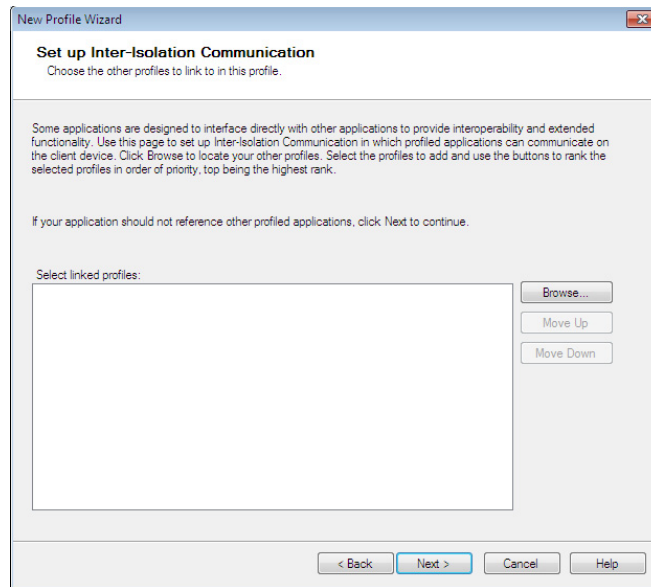 New Profile Wizard
Set up Inter-Isolation Communication
Choose the other profiles to link to in this profile.
Some applications are designed to interface directly with other applications to provide interoperability and extended
functionality. Use this page to set up Inter-Isolation Communication in which profiled applications can communicate on
the client device. Click Browse to locate your other profiles. Select the profiles to add and use the buttons to rank the
selected profiles in order of priority, top being the highest rank.
If your application should not reference other profiled applications, click Next to continue.
Select linked profiles:
Browse...
Move Up
Move Down
< Back
Next >
Cancel
Help